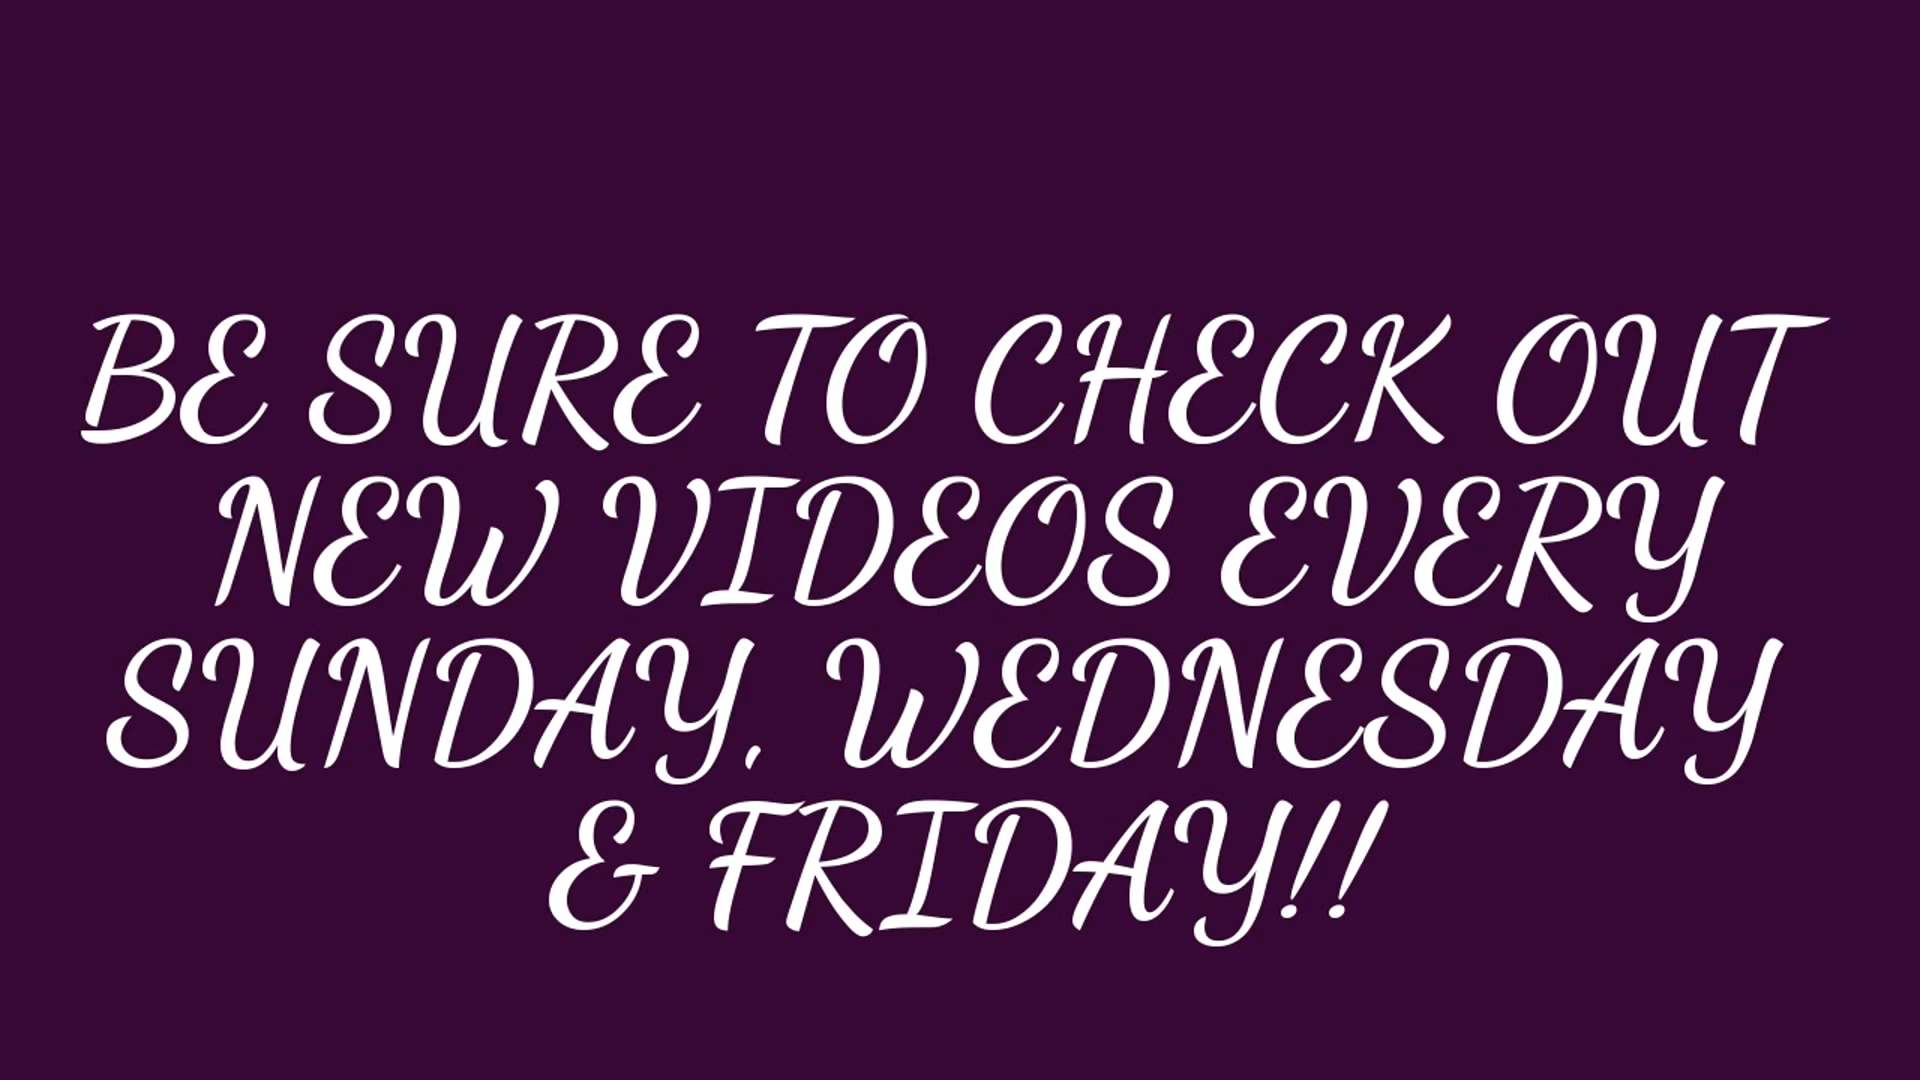 BE SURE TO CHECK OUT
NEW VIDEOS EVERY
SUNDAY, WEDNESDAY
& FRIDAY!!